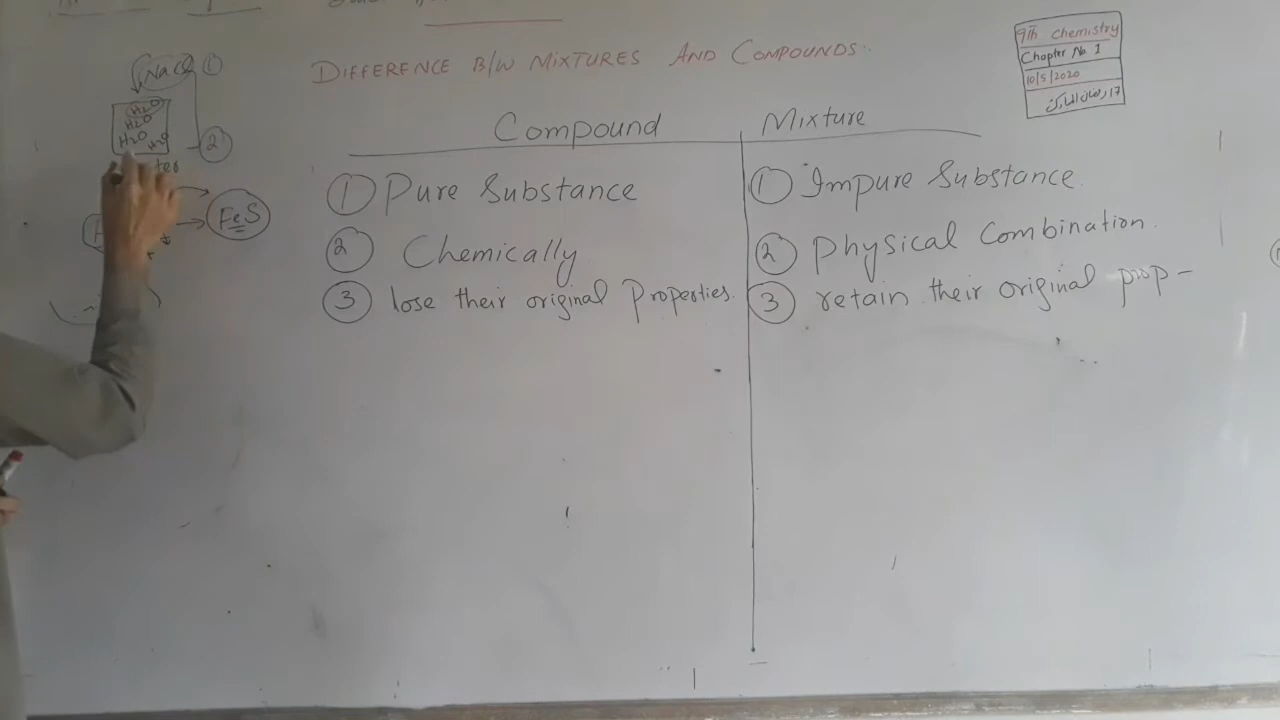 DIFFERENCE B/W MIXTURES AND COMPOUNDS
9th Chemistry
Chapter No 1
10/5/2020
NaCl 1
H2O
H2O
H2O H2O
2
FeS
Compound Mixture
1 Pure Substance
2 Chemically
3 lose their original Properties.
1 Impure Substance
2 Physical Combination.
3 retain their original prop-